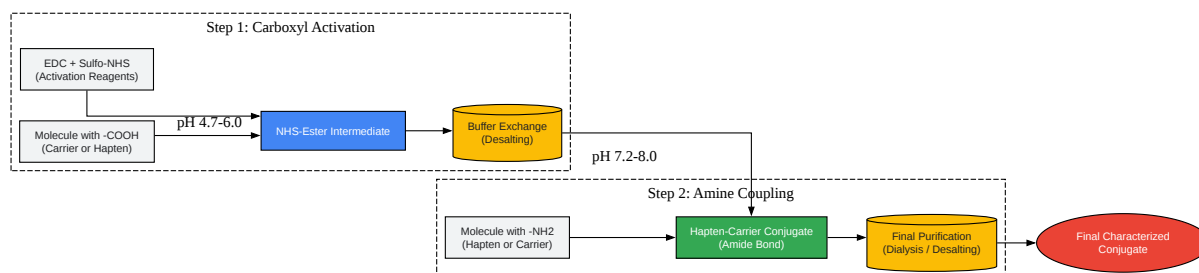 Step 1: Carboxyl Activation
EDC + Sulfo-NHS
(Activation Reagents)
pH 4.7-6.0
Molecule with -COOH
(Carrier or Hapten)
NHS-Ester Intermediate
Buffer Exchange
(Desalting)
pH 7.2-8.0
Step 2: Amine Coupling
Molecule with -NH2
(Hapten or Carrier)
Hapten-Carrier Conjugate
(Amide Bond)
Final Purification
(Dialysis / Desalting)
Final Characterized
Conjugate